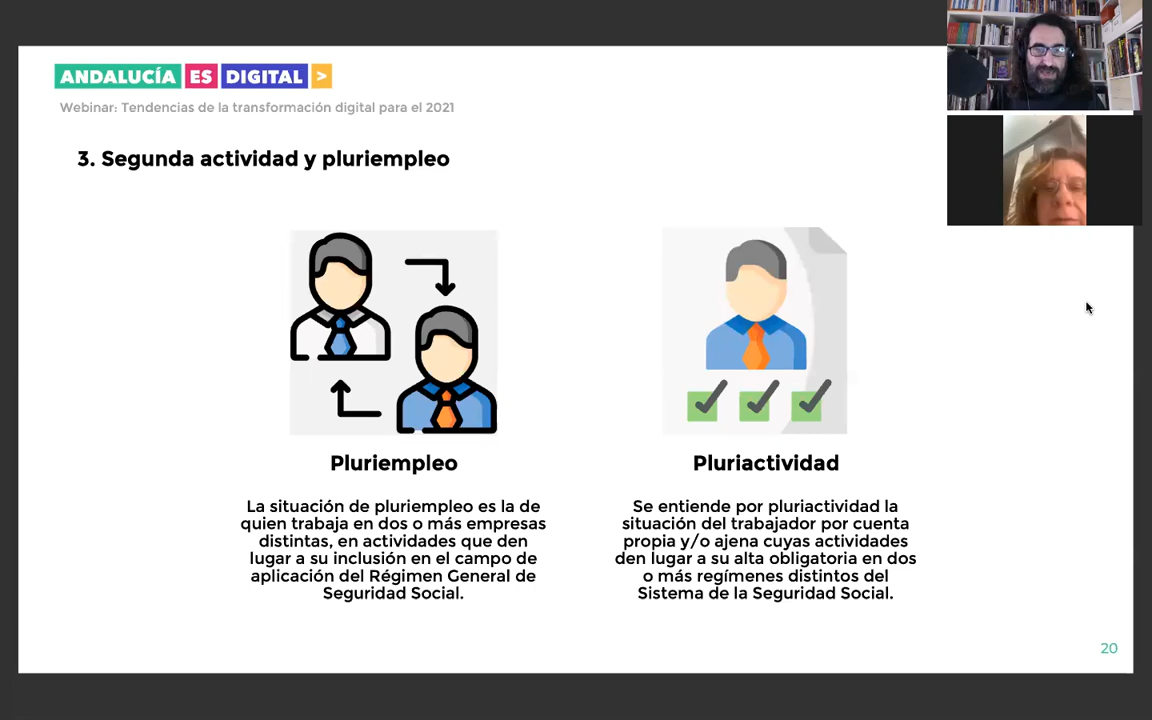 ANDALUCÍA ES DIGITAL >
Webinar: Tendencias de la transformación digital para el 2021
3. Segunda actividad y pluriempleo
Pluriempleo
La situación de pluriempleo es la de
quien trabaja en dos o más empresas
distintas, en actividades que den
lugar a su inclusión en el campo de
aplicación del Régimen General de
Seguridad Social.
Pluriactividad
Se entiende por pluriactividad la
situación del trabajador por cuenta
propia y/o ajena cuyas actividades
den lugar a su alta obligatoria en dos
o más regímenes distintos del
Sistema de la Seguridad Social.
20